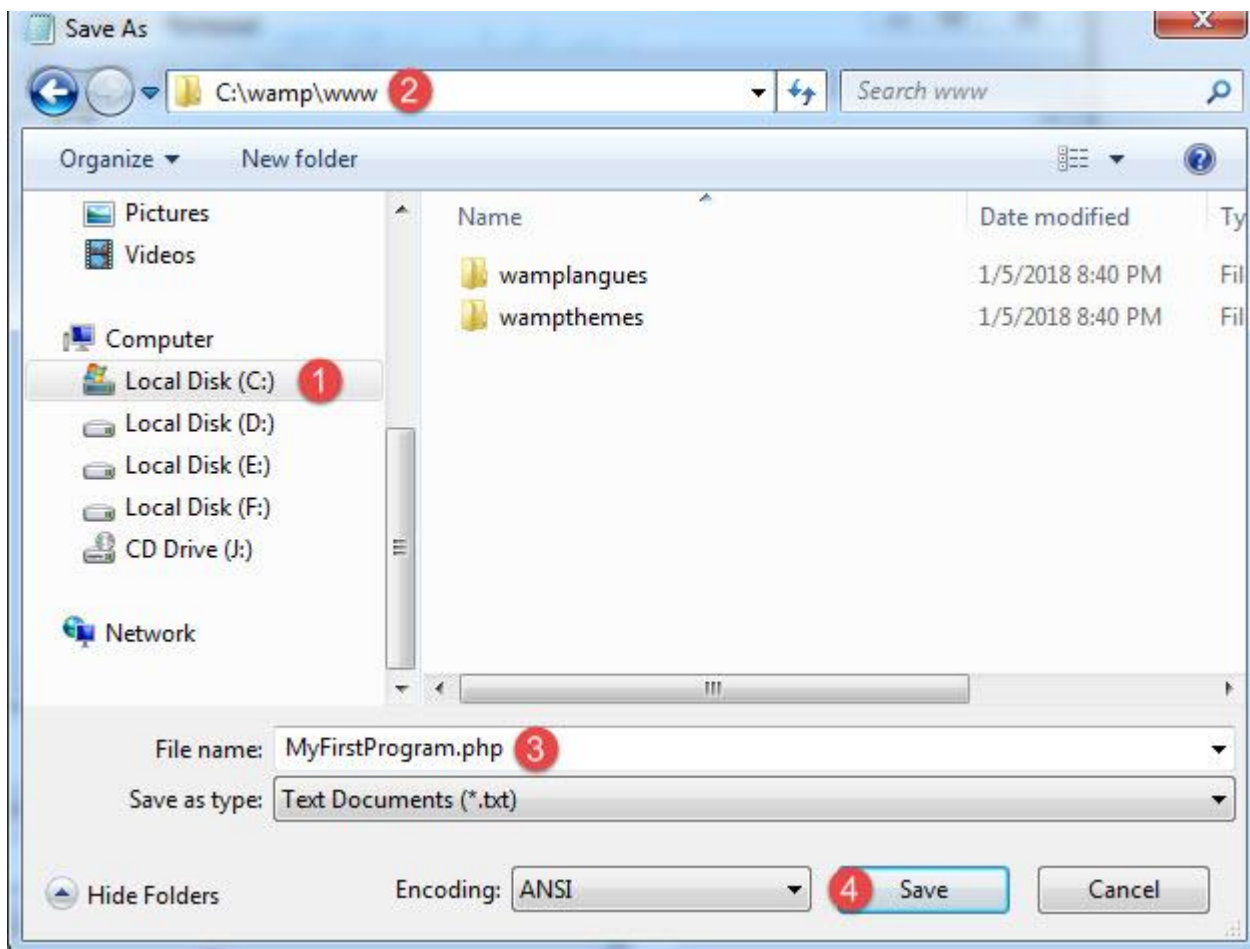 Save As
C:\wamp\www 2
Search www
Organize New folder
Pictures
Videos
Computer
Local Disk (C:) 1
Local Disk (D:)
Local Disk (E:)
Local Disk (F:)
CD Drive (J:)
Network
Name Date modified Ty
wamplangues 1/5/2018 8:40 PM Fil
wampthemes 1/5/2018 8:40 PM Fil
File name: MyFirstProgram.php 3
Save as type: Text Documents (*.txt)
Hide Folders Encoding: ANSI 4 Save Cancel